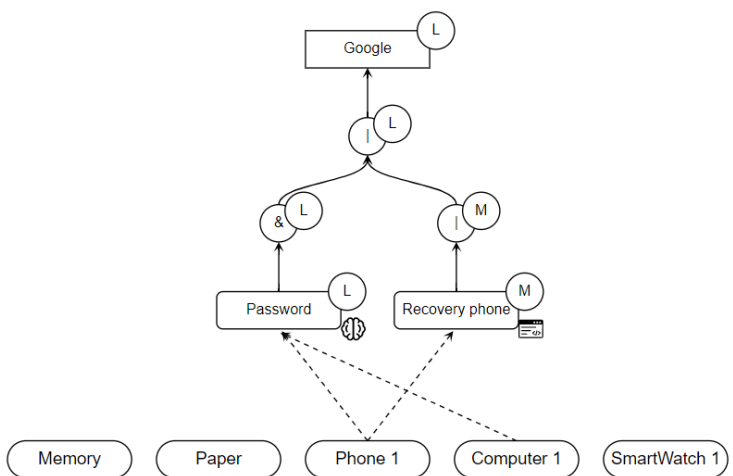 L
Google
L
|
L
&
M
|
L
Password
M
Recovery phone
Memory
Paper
Phone 1
Computer 1
SmartWatch 1